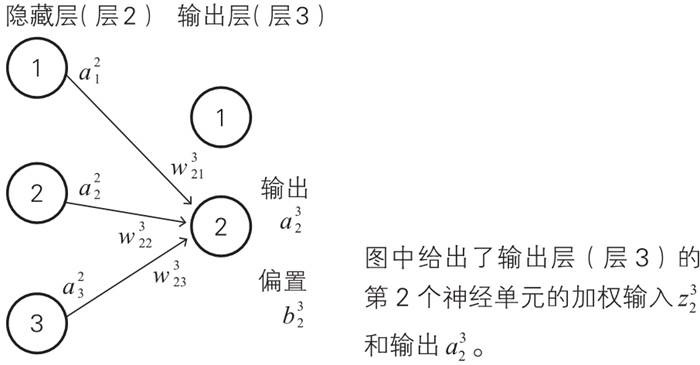 隐藏层(层2) 输出层(层3)
1
a²₁
1
w³₂₁
2
a²₂
2
输出
a³₂
w³₂₂
w³₂₃
a²₃
偏置
b³₂
3
图中给出了输出层(层3)的
第2个神经单元的加权输入z³₂
和输出a³₂。